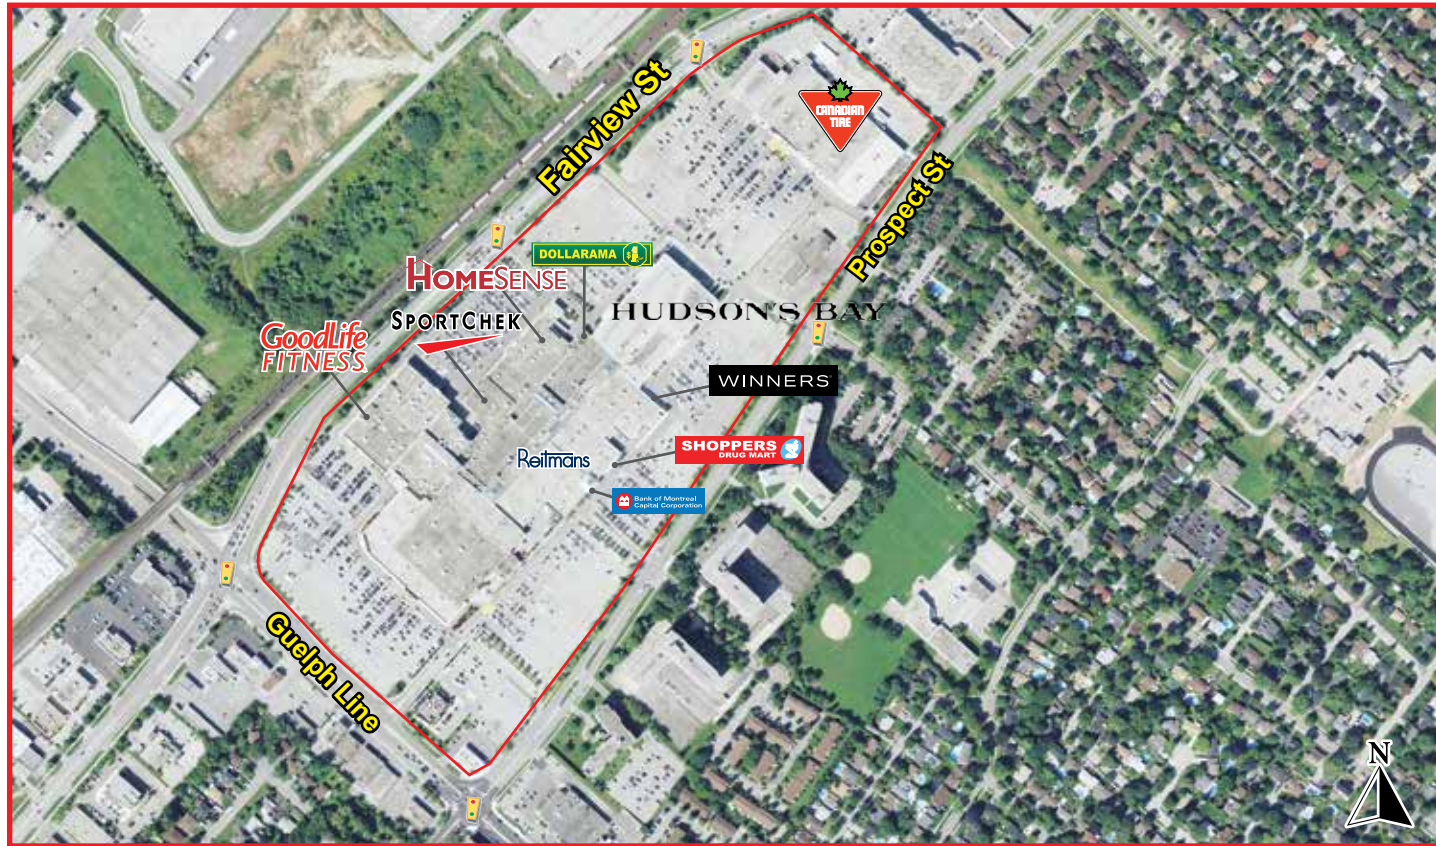 Fairview St
CANADIAN
TIRE
Prospect St
DOLLARAMA $1
HOMESENSE
HUDSON'S BAY
SPORTCHEK
GoodLife
FITNESS
WINNERS
SHOPPERS
DRUG MART
Reitmans
Bank of Montreal
Capital Corporation
Guelph Line
N